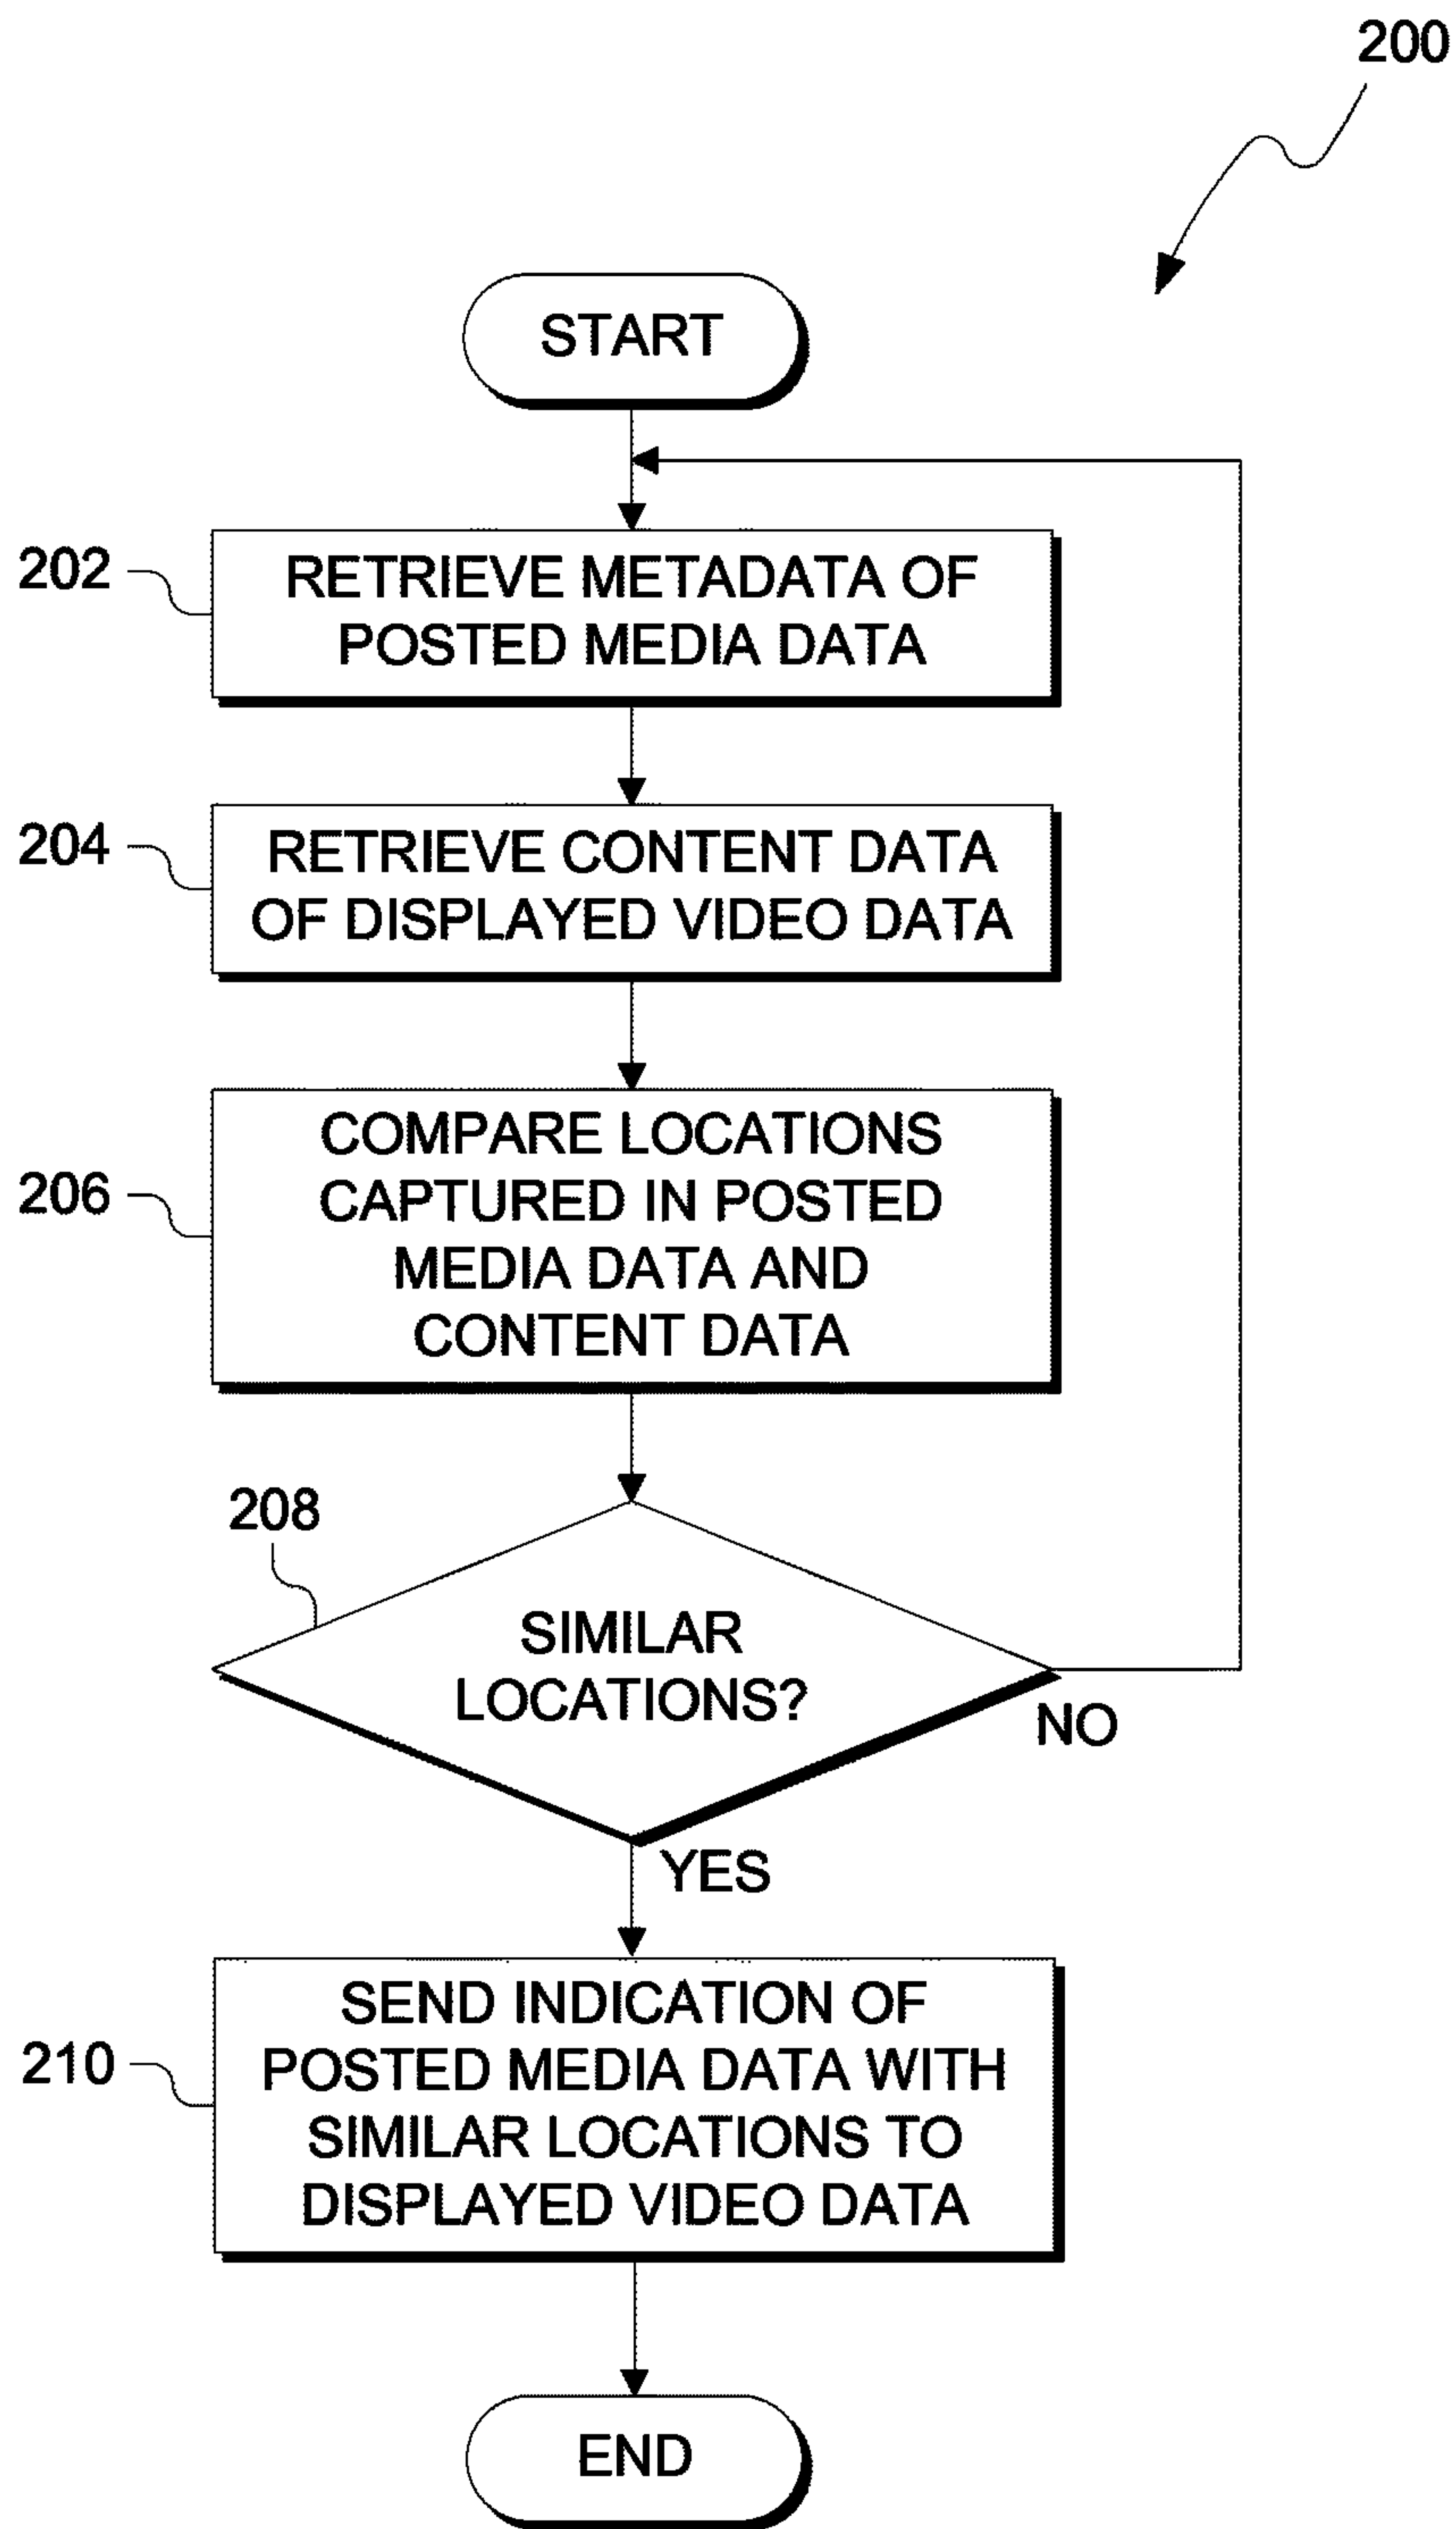 200
START
202
RETRIEVE METADATA OF
POSTED MEDIA DATA
204
RETRIEVE CONTENT DATA
OF DISPLAYED VIDEO DATA
206
COMPARE LOCATIONS
CAPTURED IN POSTED
MEDIA DATA AND
CONTENT DATA
208
SIMILAR
LOCATIONS?
NO
YES
210
SEND INDICATION OF
POSTED MEDIA DATA WITH
SIMILAR LOCATIONS TO
DISPLAYED VIDEO DATA
END